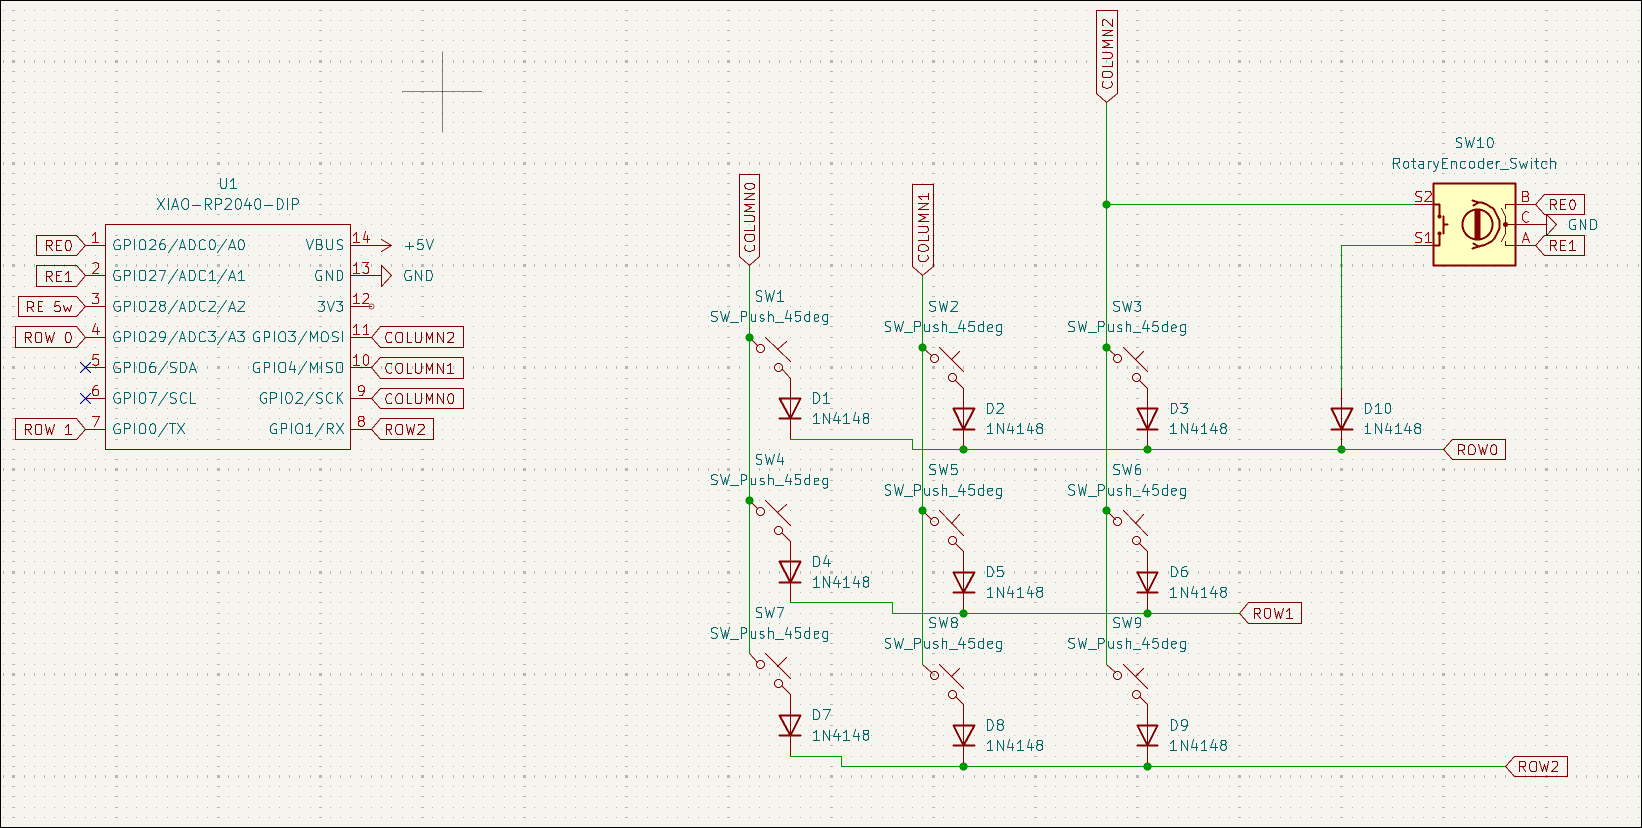 COLUMN2
SW10
RotaryEncoder_Switch
U1
XIAO-RP2040-DIP
COLUMN0
COLUMN1
S2
B
RE0
C
GND
S1
A
RE1
RE0
1
GPIO26/ADC0/A0
VBUS
14
+5V
RE1
2
GPIO27/ADC1/A1
GND
13
GND
RE 5w
3
GPIO28/ADC2/A2
3V3
12
ROW 0
4
GPIO29/ADC3/A3
GPIO3/MOSI
11
COLUMN2
5
GPIO6/SDA
GPIO4/MISO
10
COLUMN1
6
GPIO7/SCL
GPIO2/SCK
9
COLUMN0
ROW 1
7
GPIO0/TX
GPIO1/RX
8
ROW2
SW1
SW_Push_45deg
SW2
SW_Push_45deg
SW3
SW_Push_45deg
D1
1N4148
D2
1N4148
D3
1N4148
D10
1N4148
ROW0
SW4
SW_Push_45deg
SW5
SW_Push_45deg
SW6
SW_Push_45deg
D4
1N4148
D5
1N4148
D6
1N4148
ROW1
SW7
SW_Push_45deg
SW8
SW_Push_45deg
SW9
SW_Push_45deg
D7
1N4148
D8
1N4148
D9
1N4148
ROW2